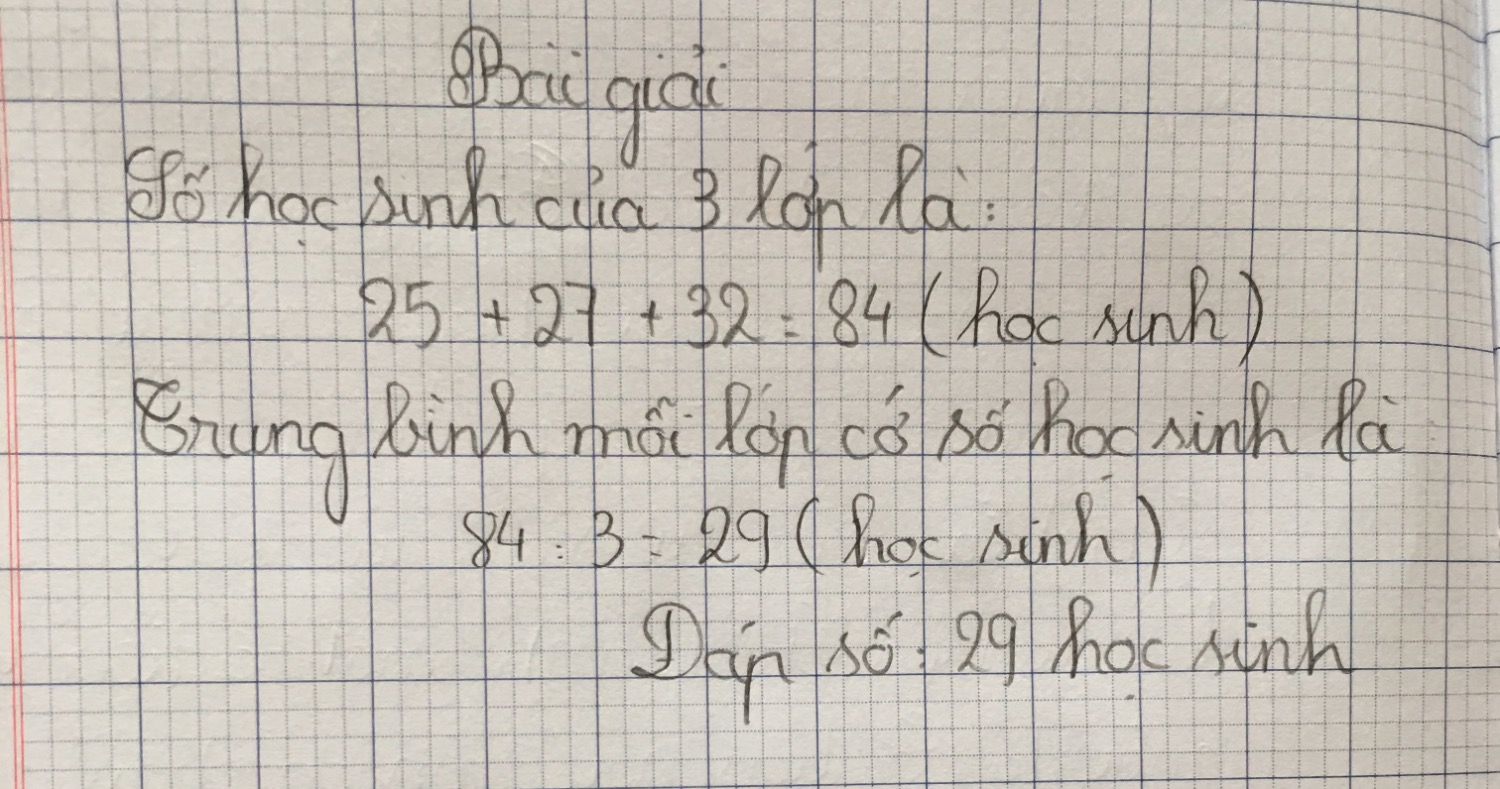 Bài giải
Số học sinh của 3 lớp là:
25 + 27 + 32 = 84 (học sinh)
Trung bình mỗi lớp có số học sinh là
84 : 3 = 29 (học sinh)
Đáp số: 29 học sinh